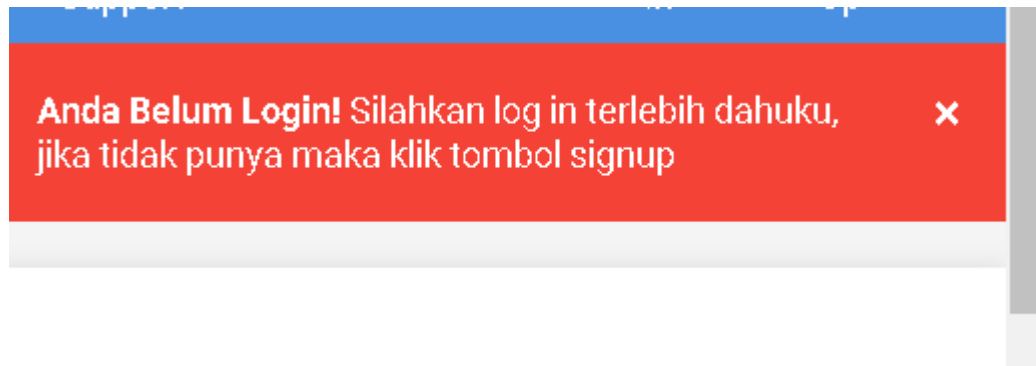 Anda Belum Login! Silahkan log in terlebih dahuku,
jika tidak punya maka klik tombol signup